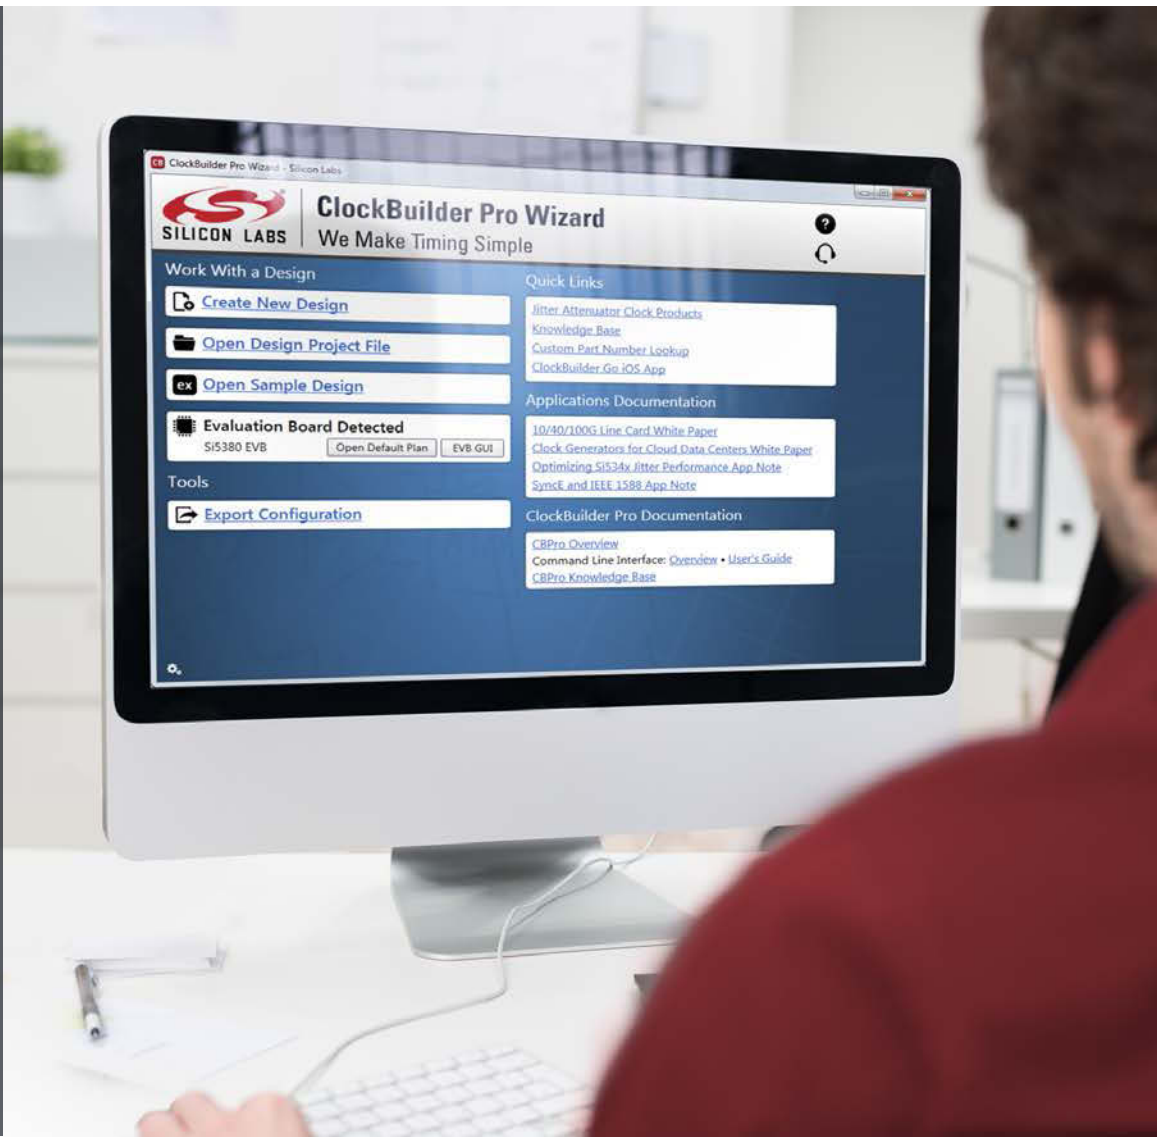 CB ClockBuilder Pro Wizard - Silicon Labs
SILICON LABS
ClockBuilder Pro Wizard
We Make Timing Simple
?
Work With a Design
Create New Design
Open Design Project File
ex Open Sample Design
Evaluation Board Detected
Si5380 EVB Open Default Plan EVB GUI
Tools
Export Configuration
Quick Links
Jitter Attenuator Clock Products
Knowledge Base
Custom Part Number Lookup
ClockBuilder Go iOS App
Applications Documentation
10/40/100G Line Card White Paper
Clock Generators for Cloud Data Centers White Paper
Optimizing Si534x Jitter Performance App Note
SyncE and IEEE 1588 App Note
ClockBuilder Pro Documentation
CBPro Overview
Command Line Interface: Overview • User's Guide
CBPro Knowledge Base